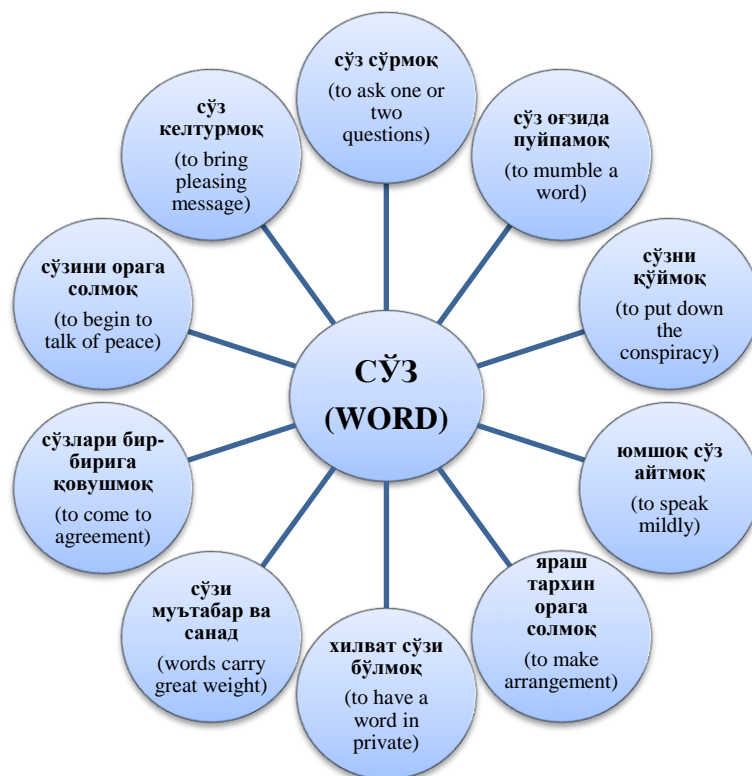 сўз сўрмоқ
(to ask one or
two
questions)
сўз оғзида
пуйпамоқ
(to mumble a
word)
сўзни
қўймоқ
(to put down
the
conspiracy)
юмшоқ сўз
айтмоқ
(to speak
mildly)
яраш
тархин
орага
солмоқ
(to make
arrangement)
хилват сўзи
бўлмоқ
(to have a
word in
private)
сўзи
муътабар ва
санад
(words carry
great weight)
сўзлари бир-
бирига
қовушмоқ
(to come to
agreement)
сўзини орага
солмоқ
(to begin to
talk of peace)
сўз
келтурмоқ
(to bring
pleasing
message)
СЎЗ
(WORD)